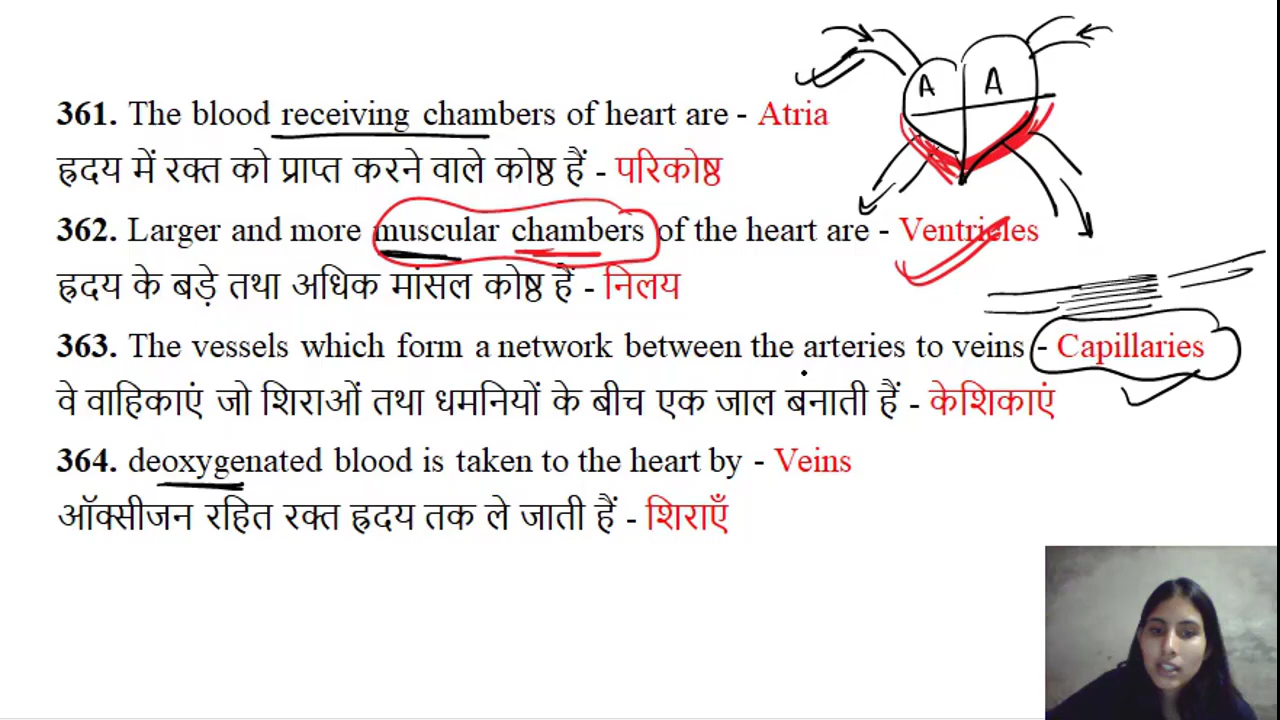 A A
361. The blood receiving chambers of heart are - Atria
ह्रदय में रक्त को प्राप्त करने वाले कोष्ठ हैं - परिकोष्ठ
362. Larger and more muscular chambers of the heart are - Ventricles
ह्रदय के बड़े तथा अधिक मांसल कोष्ठ हैं - निलय
363. The vessels which form a network between the arteries to veins - Capillaries
वे वाहिकाएं जो शिराओं तथा धमनियों के बीच एक जाल बनाती हैं - केशिकाएं
364. deoxygenated blood is taken to the heart by - Veins
ऑक्सीजन रहित रक्त ह्रदय तक ले जाती हैं - शिराएँ